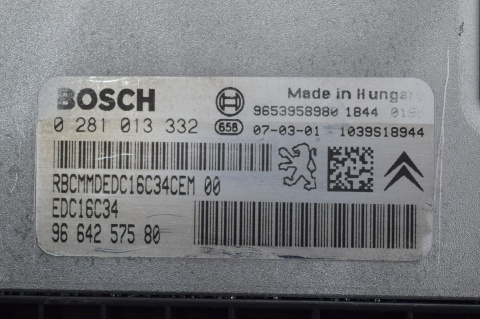 BOSCH
Made in Hungary
9653958980 1844
0 281 013 332 658 07-03-01 1039S18944
RBCMMDEDC16C34CEM 00
EDC16C34
96 642 575 80